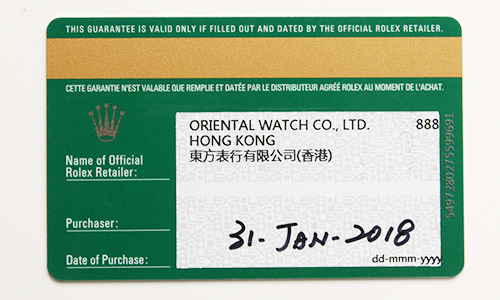 THIS GUARANTEE IS VALID ONLY IF FILLED OUT AND DATED BY THE OFFICIAL ROLEX RETAILER.
CETTE GARANTIE N'EST VALABLE QUE REMPLIE ET DATÉE PAR LE DISTRIBUTEUR AGRÉÉ ROLEX AU MOMENT DE L'ACHAT.
ORIENTAL WATCH CO., LTD. 888
HONG KONG
東方表行有限公司(香港)
Name of Official
Rolex Retailer:
Purchaser:
31-JAN-2018
Date of Purchase:
dd-mmm-yyyy
5497280275599691